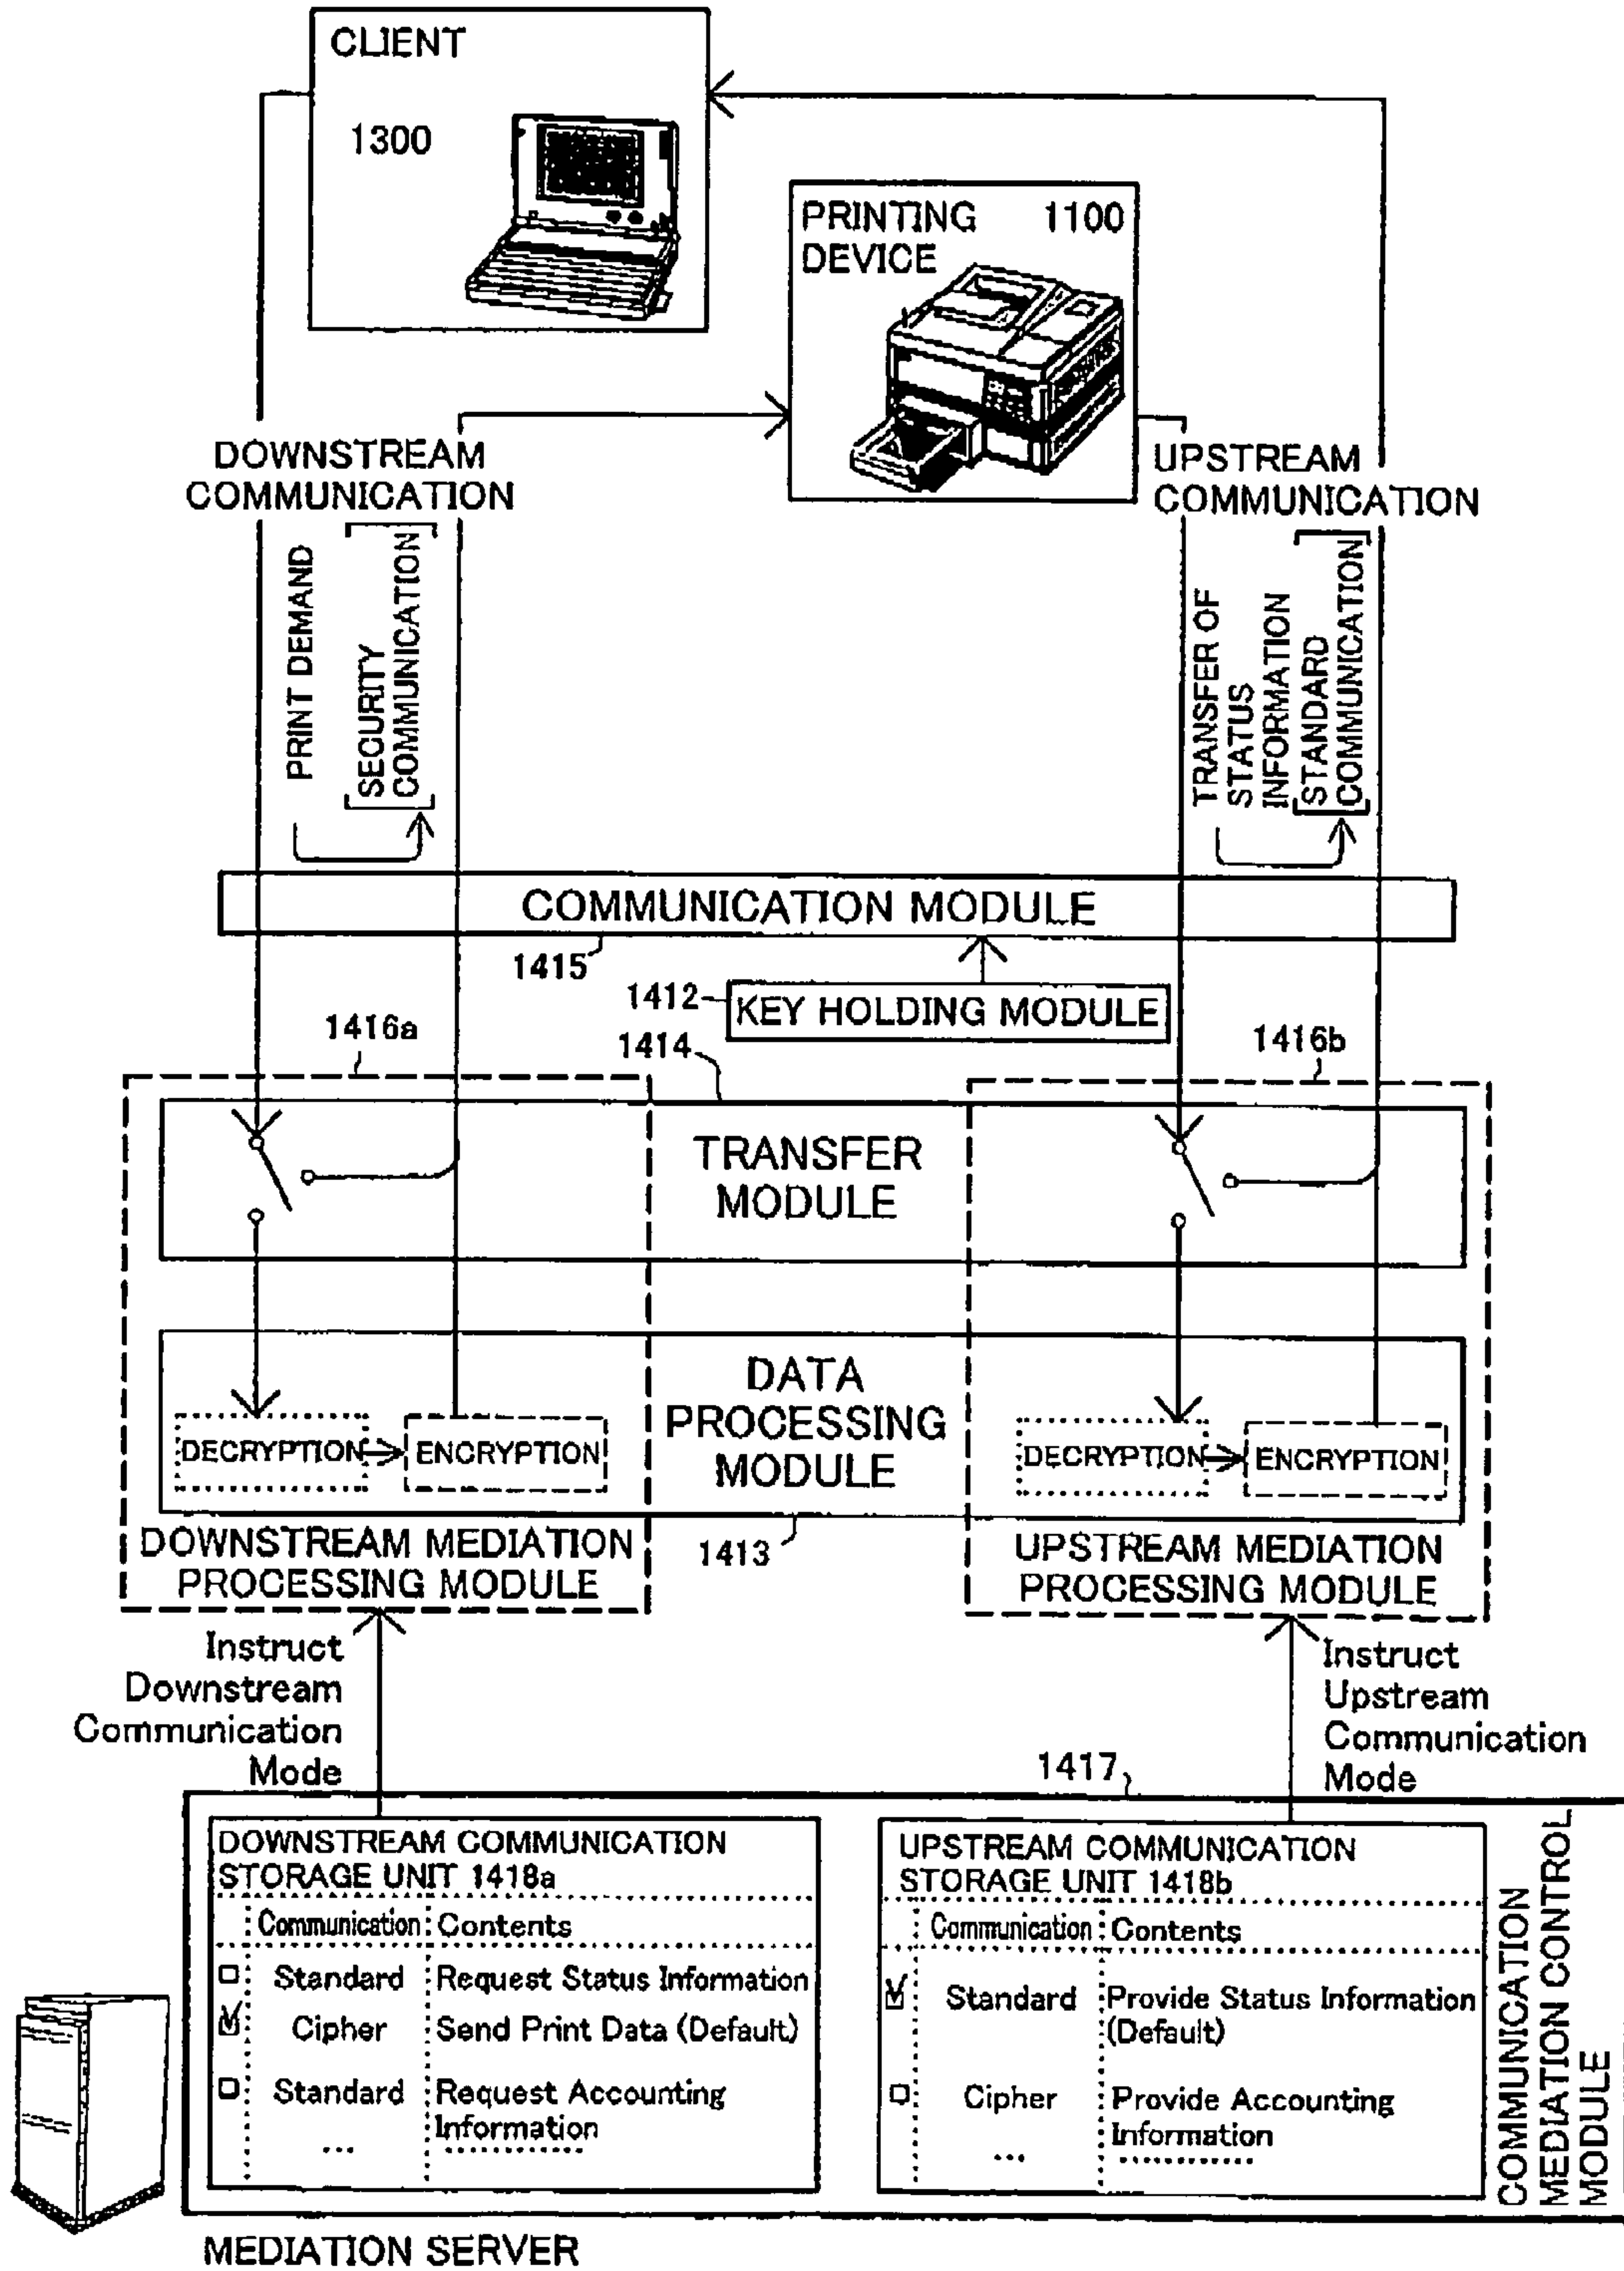 CLIENT
1300
PRINTING 1100
DEVICE
DOWNSTREAM
COMMUNICATION
UPSTREAM
COMMUNICATION
PRINT DEMAND
SECURITY
COMMUNICATION
TRANSFER OF
STATUS
INFORMATION
STANDARD
COMMUNICATION
COMMUNICATION MODULE
1415
1412
KEY HOLDING MODULE
1416a
1414
1416b
TRANSFER
MODULE
DATA
PROCESSING
MODULE
DECRYPTION
ENCRYPTION
DECRYPTION
ENCRYPTION
DOWNSTREAM MEDIATION
PROCESSING MODULE
1413
UPSTREAM MEDIATION
PROCESSING MODULE
Instruct
Downstream
Communication
Mode
Instruct
Upstream
Communication
Mode
1417
DOWNSTREAM COMMUNICATION
STORAGE UNIT 1418a
Communication Contents
Standard Request Status Information
Cipher Send Print Data (Default)
Standard Request Accounting
Information
...
UPSTREAM COMMUNICATION
STORAGE UNIT 1418b
Communication Contents
Standard Provide Status Information
(Default)
Cipher Provide Accounting
Information
...
COMMUNICATION
MEDIATION CONTROL
MODULE
MEDIATION SERVER